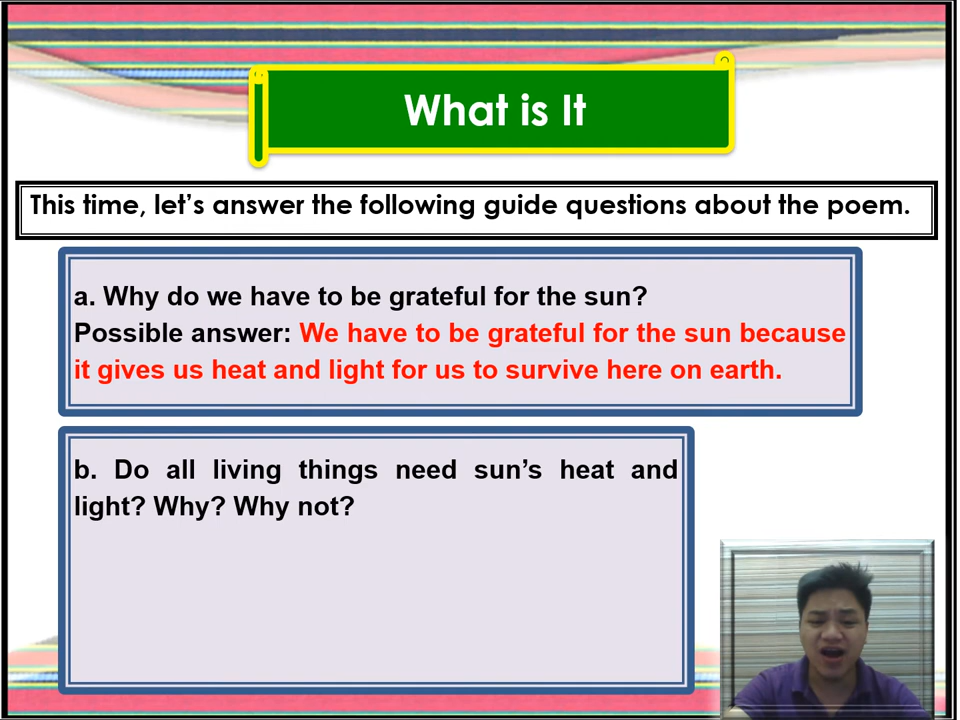 What is It
This time, let’s answer the following guide questions about the poem.
a. Why do we have to be grateful for the sun?
Possible answer: We have to be grateful for the sun because
it gives us heat and light for us to survive here on earth.
b. Do all living things need sun’s heat and
light? Why? Why not?